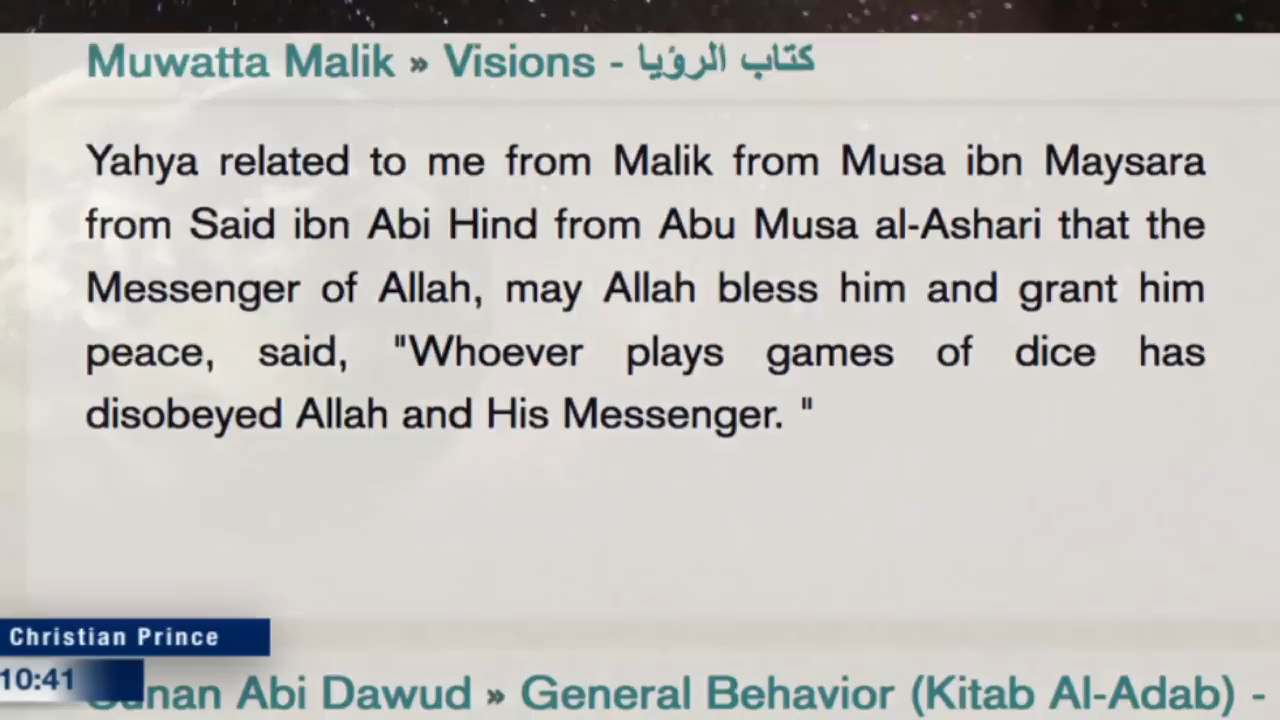 Muwatta Malik » Visions - كتاب الرؤيا
Yahya related to me from Malik from Musa ibn Maysara
from Said ibn Abi Hind from Abu Musa al-Ashari that the
Messenger of Allah, may Allah bless him and grant him
peace, said, "Whoever plays games of dice has
disobeyed Allah and His Messenger. "
Christian Prince
10:41
Abi Dawud » General Behavior (Kitab Al-Adab) -